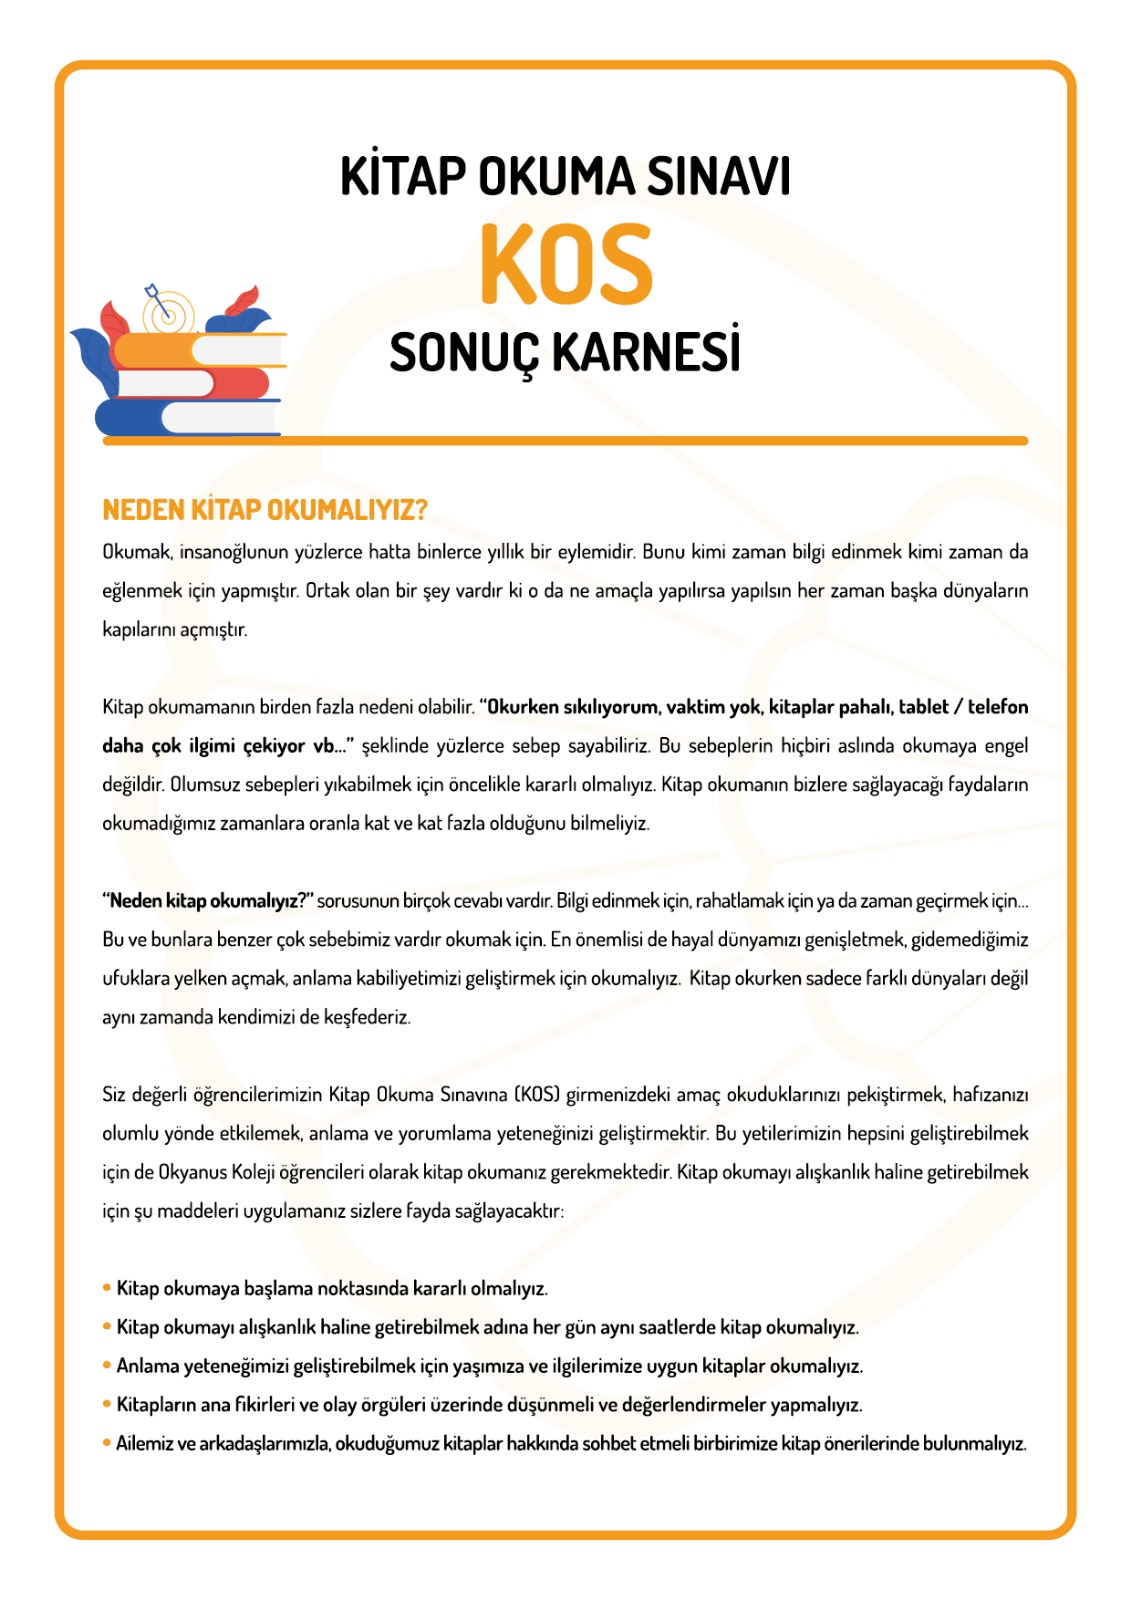 KİTAP OKUMA SINAVI
KOS
SONUÇ KARNESİ
NEDEN KİTAP OKUMALIYIZ?
Okumak, insanoğlunun yüzlerce hatta binlerce yıllık bir eylemidir. Bunu kimi zaman bilgi edinmek kimi zaman da
eğlenmek için yapmıştır. Ortak olan bir şey vardır ki o da ne amaçla yapılırsa yapılsın her zaman başka dünyaların
kapılarını açmıştır.
Kitap okumamanın birden fazla nedeni olabilir. “Okurken sıkılıyorum, vaktim yok, kitaplar pahalı, tablet / telefon
daha çok ilgimi çekiyor vb...” şeklinde yüzlerce sebep sayabiliriz. Bu sebeplerin hiçbiri aslında okumaya engel
değildir. Olumsuz sebepleri yıkabilmek için öncelikle kararlı olmalıyız. Kitap okumanın bizlere sağlayacağı faydaların
okumadığımız zamanlara oranla kat ve kat fazla olduğunu bilmeliyiz.
“Neden kitap okumalıyız?” sorusunun birçok cevabı vardır. Bilgi edinmek için, rahatlamak için ya da zaman geçirmek için...
Bu ve bunlara benzer çok sebebimiz vardır okumak için. En önemlisi de hayal dünyamızı genişletmek, gidemediğimiz
ufuklara yelken açmak, anlama kabiliyetimizi geliştirmek için okumalıyız. Kitap okurken sadece farklı dünyaları değil
aynı zamanda kendimizi de keşfederiz.
Siz değerli öğrencilerimizin Kitap Okuma Sınavına (KOS) girmenizdeki amaç okuduklarınızı pekiştirmek, hafızanızı
olumlu yönde etkilemek, anlama ve yorumlama yeteneğinizi geliştirmektir. Bu yetilerimizin hepsini geliştirebilmek
için de Okyanus Koleji öğrencileri olarak kitap okumanız gerekmektedir. Kitap okumayı alışkanlık haline getirebilmek
için şu maddeleri uygulamanız sizlere fayda sağlayacaktır:
• Kitap okumaya başlama noktasında kararlı olmalıyız.
• Kitap okumayı alışkanlık haline getirebilmek adına her gün aynı saatlerde kitap okumalıyız.
• Anlama yeteneğimizi geliştirebilmek için yaşımıza ve ilgilerimize uygun kitaplar okumalıyız.
• Kitapların ana fikirleri ve olay örgüleri üzerinde düşünmeli ve değerlendirmeler yapmalıyız.
• Ailemiz ve arkadaşlarımızla, okuduğumuz kitaplar hakkında sohbet etmeli birbirimize kitap önerilerinde bulunmalıyız.